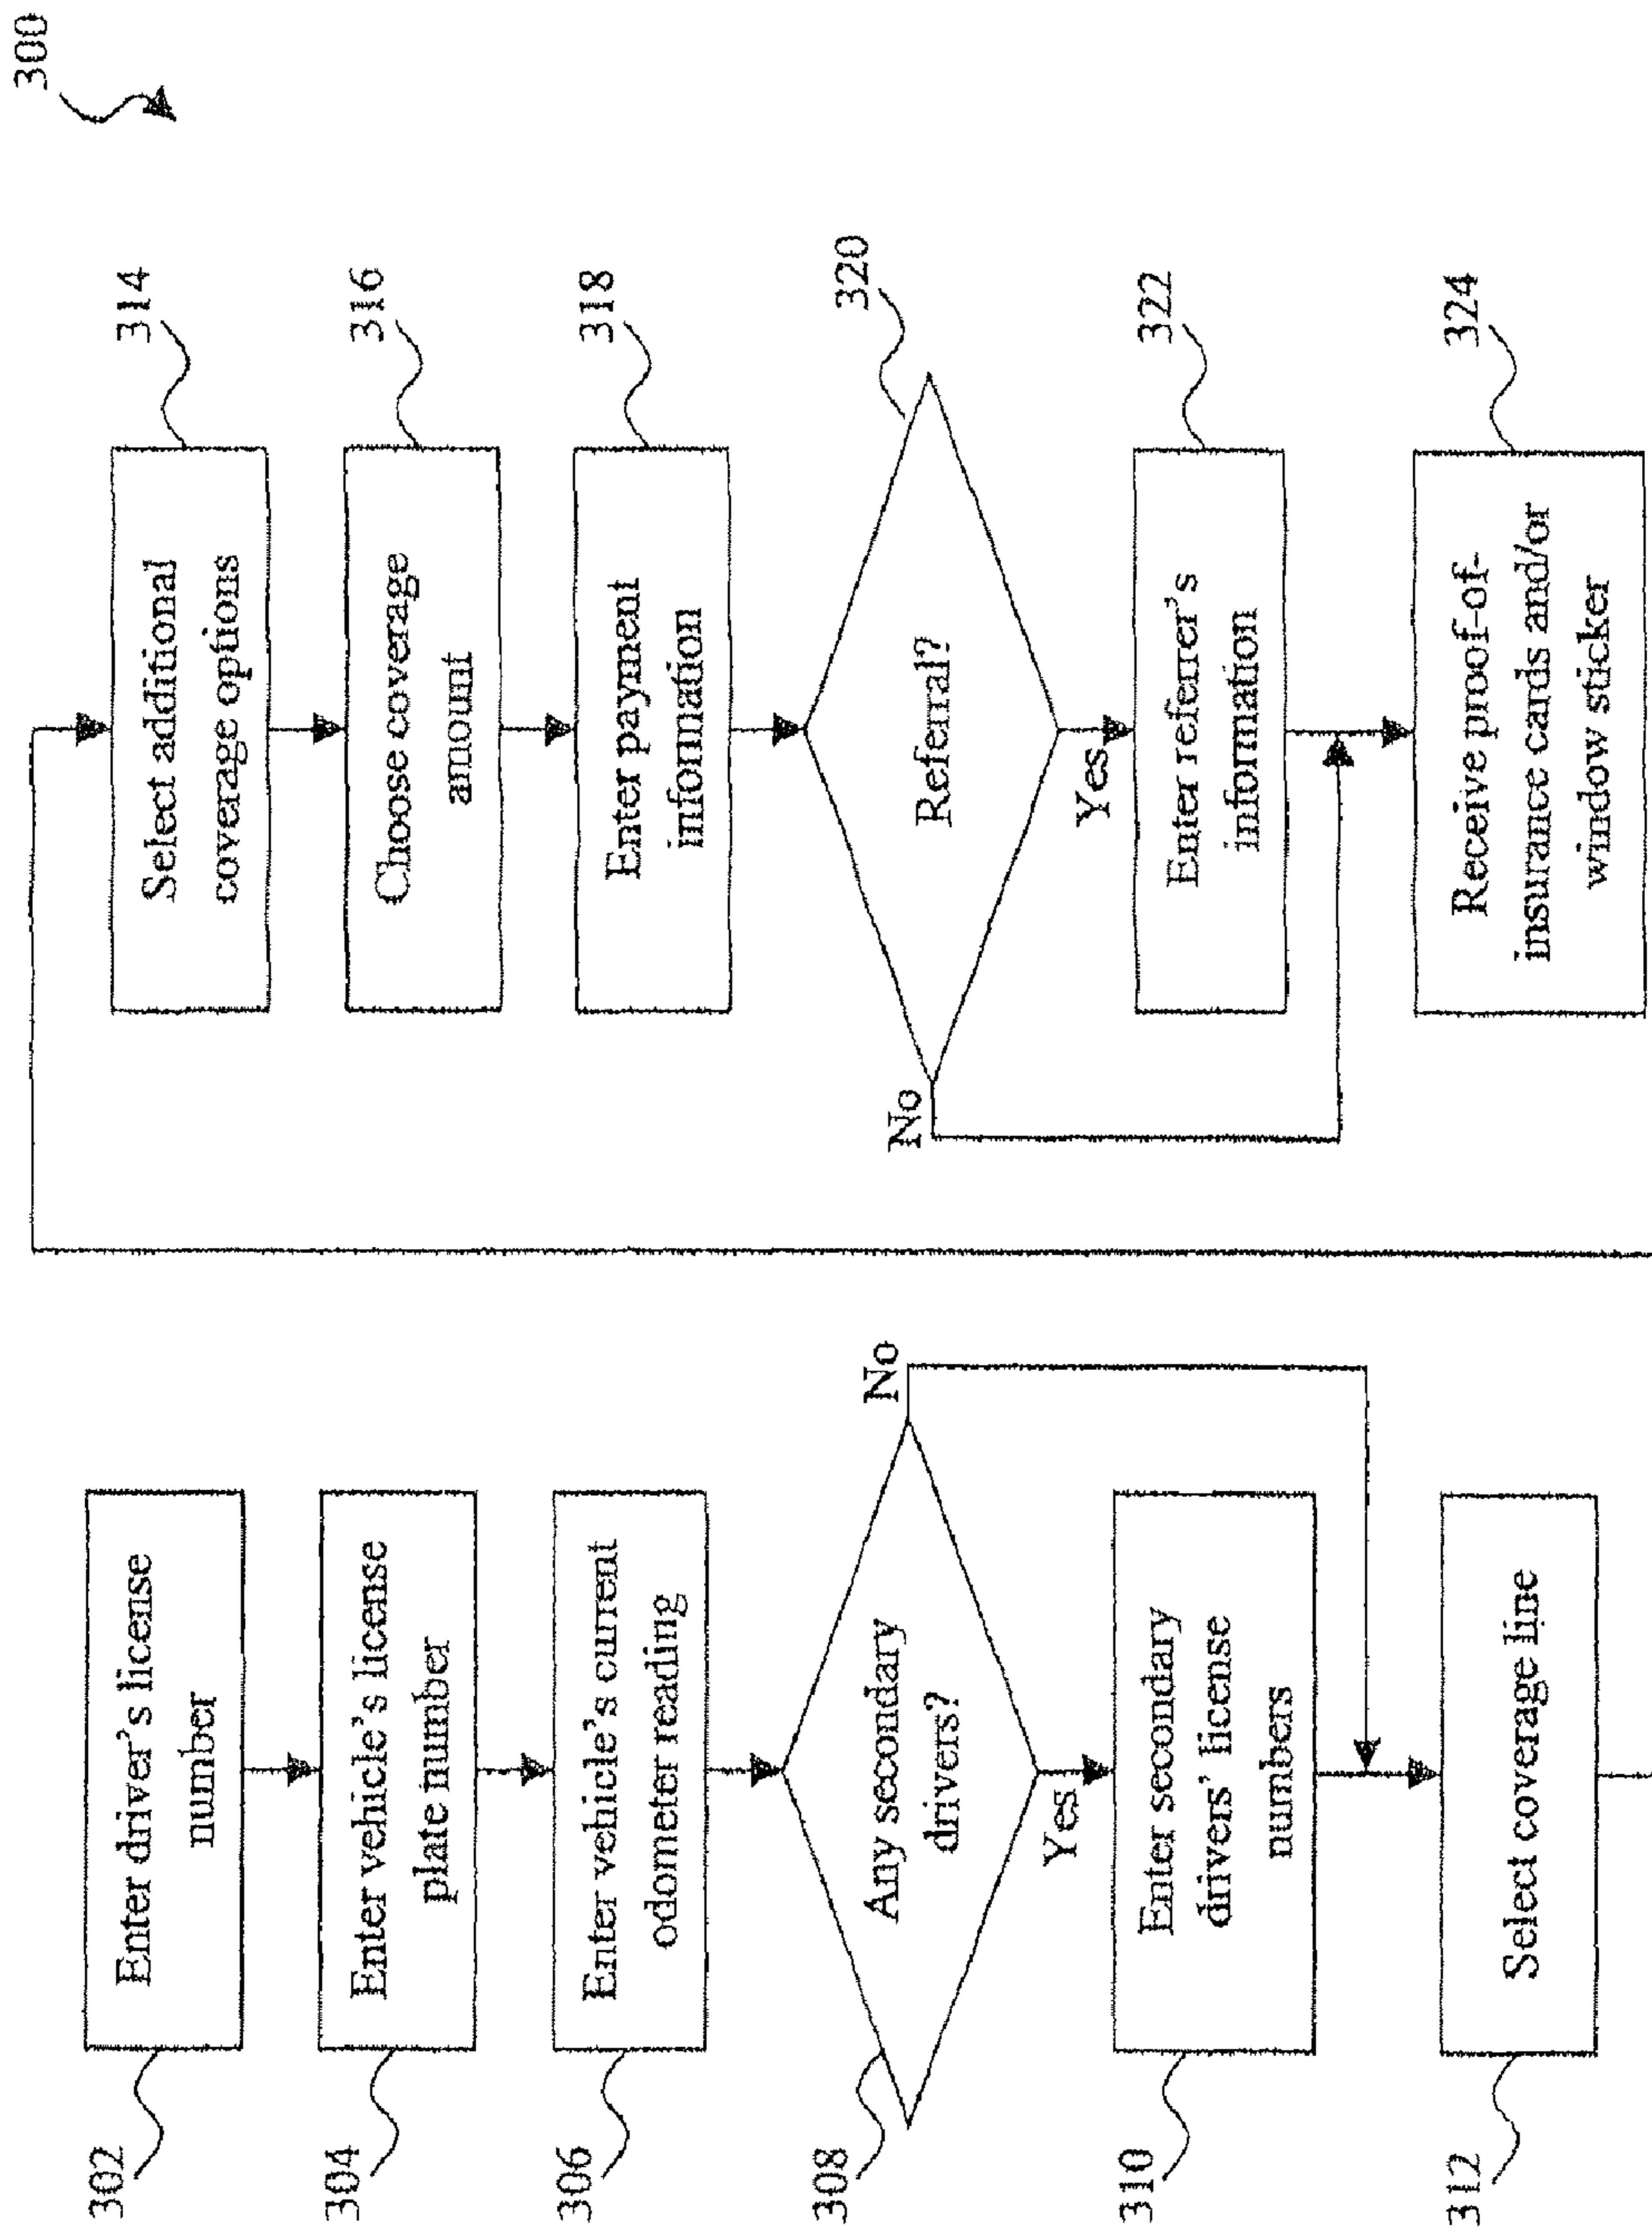 300
302
Enter driver's license
number
304
Enter vehicle's license
plate number
306
Enter vehicle's current
odometer reading
308
Any secondary
drivers?
No
Yes
310
Enter secondary
drivers' license
numbers
312
Select coverage line
314
Select additional
coverage options
316
Choose coverage
amount
318
Enter payment
information
320
Referral?
No
Yes
322
Enter referrer's
information
324
Receive proof-of-
insurance cards and/or
window sticker